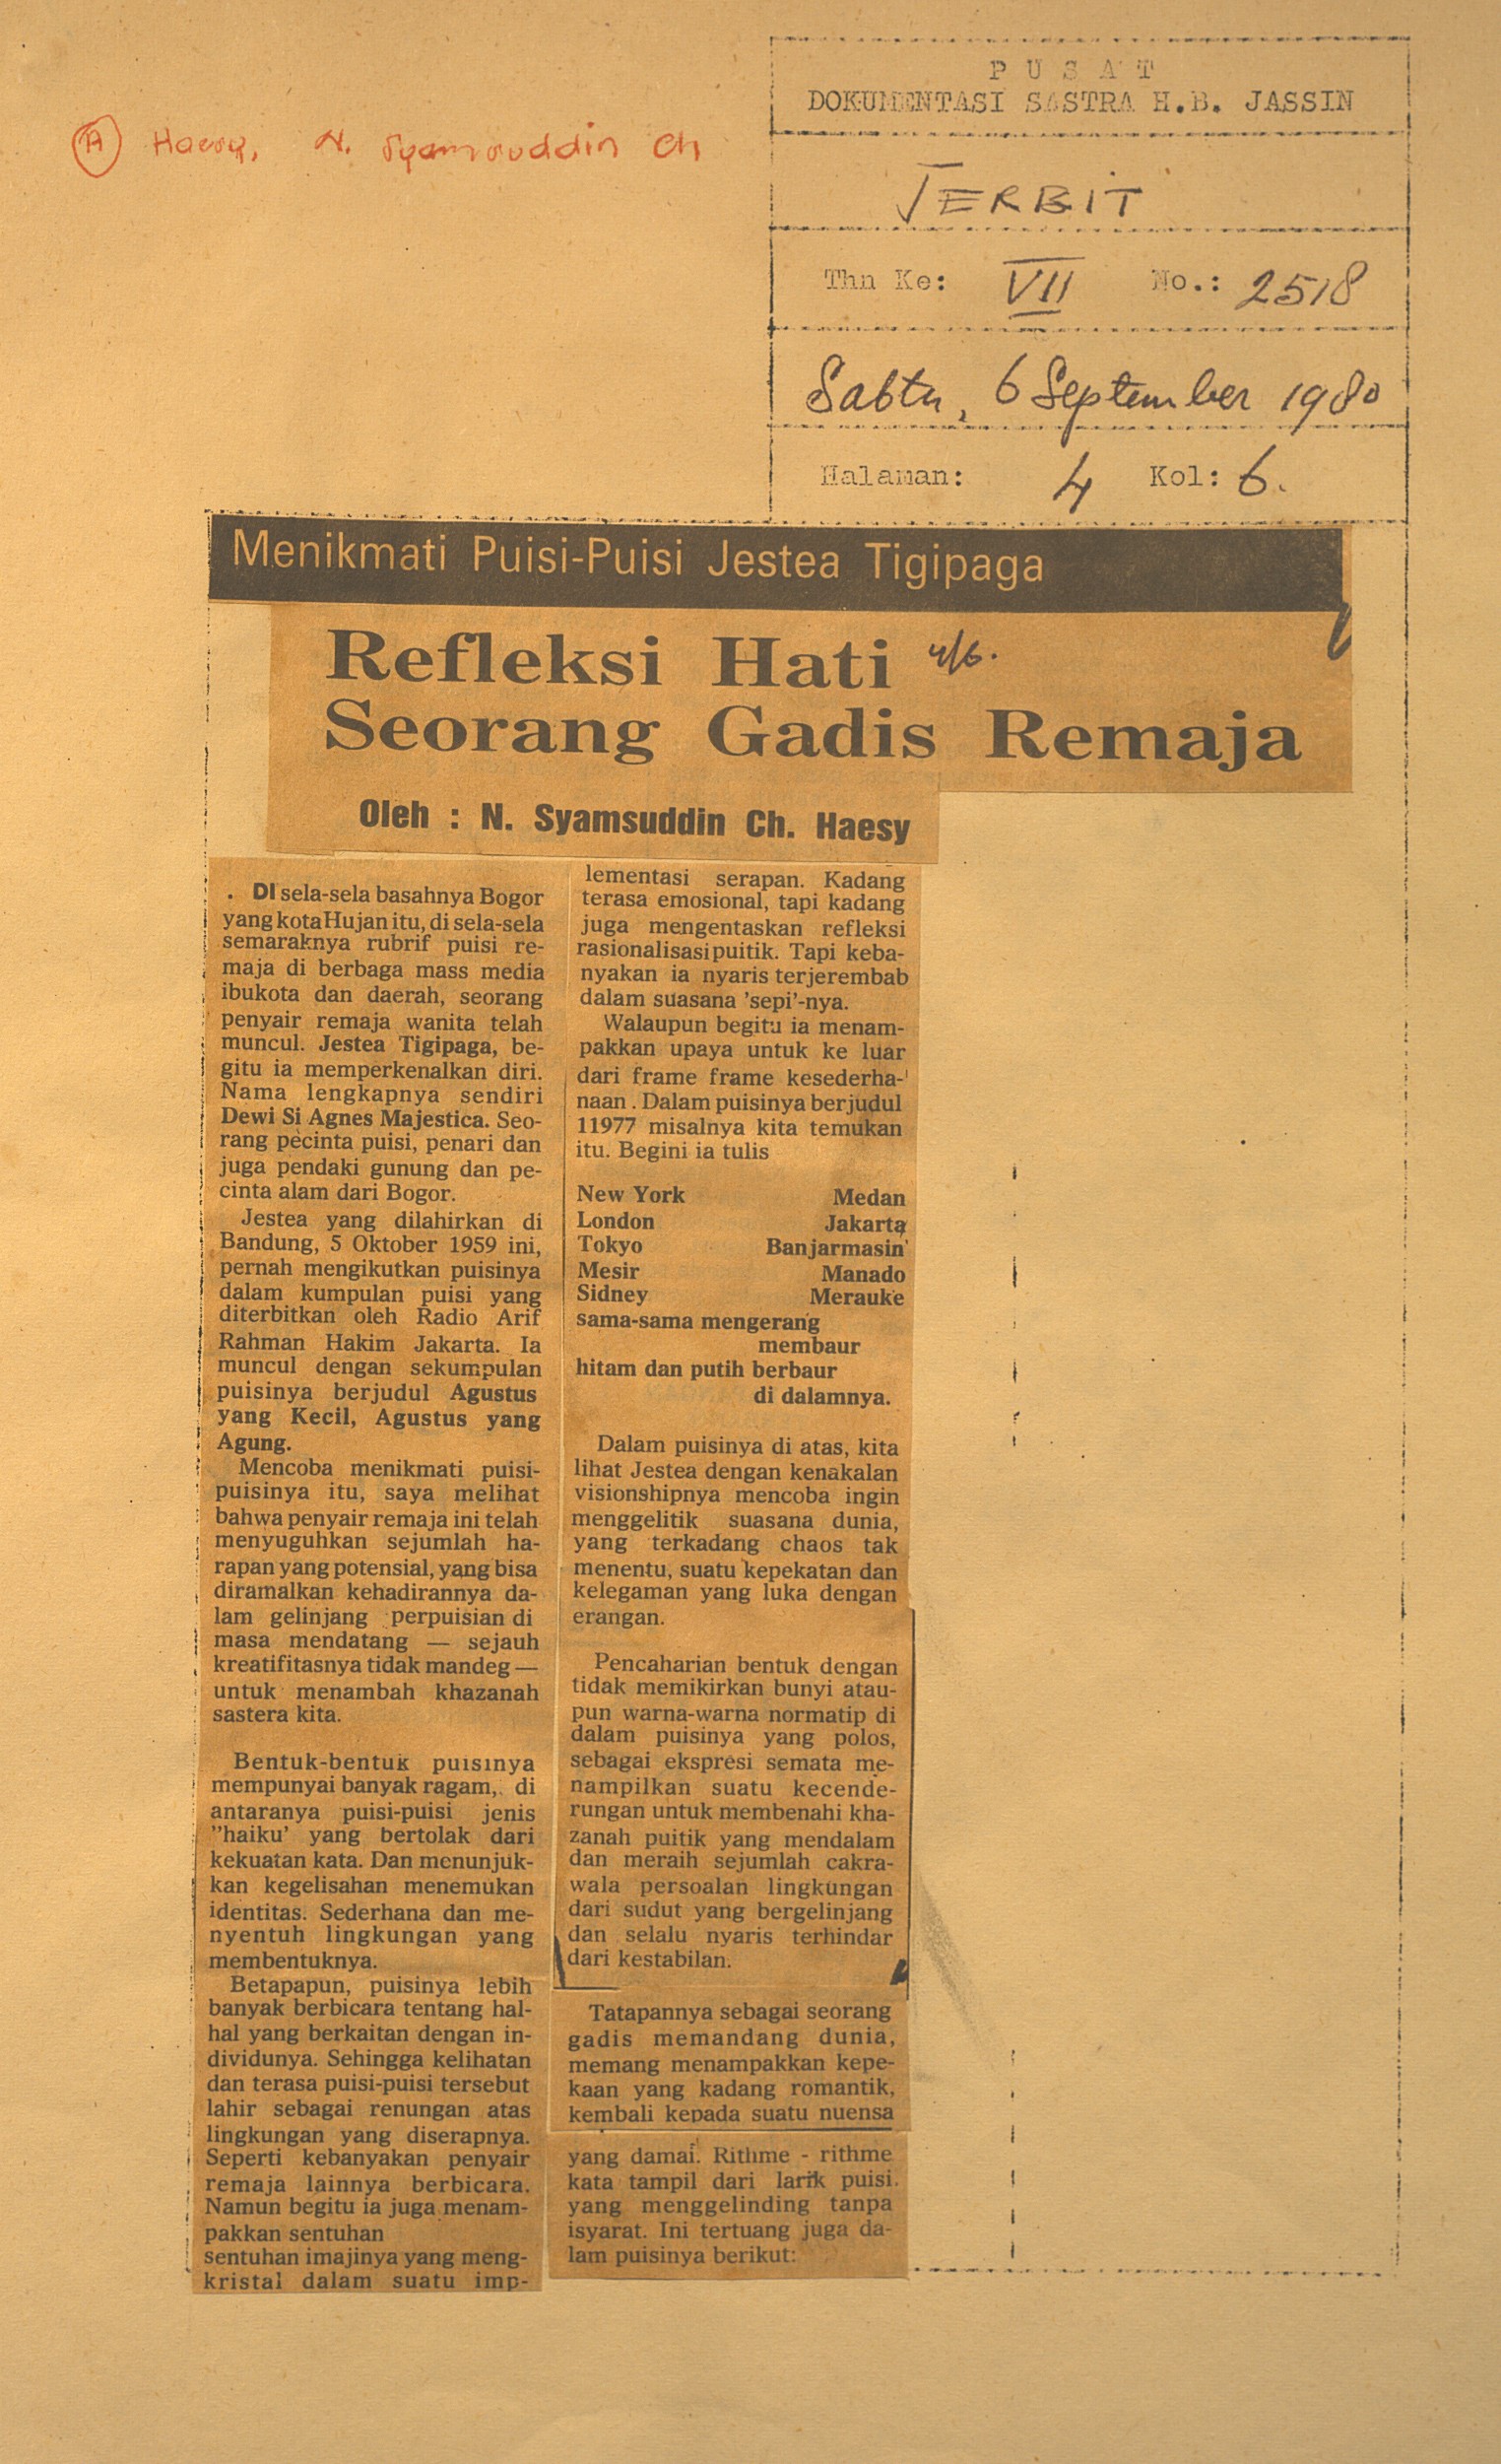 P U S A T
DOKUMENTASI SASTRA H.B. JASSIN
(A) Haesy, N. Syamsuddin Ch
TERBIT
Thn Ke: VII No.: 2518
Sabtu, 6 September 1980
Halaman: 4 Kol: 6.
Menikmati Puisi-Puisi Jestea Tigipaga
Refleksi Hati 4/6.
Seorang Gadis Remaja
Oleh : N. Syamsuddin Ch. Haesy
. DI sela-sela basahnya Bogor
yang kota Hujan itu, di sela-sela
semaraknya rubrif puisi re-
maja di berbaga mass media
ibukota dan daerah, seorang
penyair remaja wanita telah
muncul. Jestea Tigipaga, be-
gitu ia memperkenalkan diri.
Nama lengkapnya sendiri
Dewi Si Agnes Majestica. Seo-
rang pecinta puisi, penari dan
juga pendaki gunung dan pe-
cinta alam dari Bogor.
Jestea yang dilahirkan di
Bandung, 5 Oktober 1959 ini,
pernah mengikutkan puisinya
dalam kumpulan puisi yang
diterbitkan oleh Radio Arif
Rahman Hakim Jakarta. Ia
muncul dengan sekumpulan
puisinya berjudul Agustus
yang Kecil, Agustus yang
Agung.
Mencoba menikmati puisi-
puisinya itu, saya melihat
bahwa penyair remaja ini telah
menyuguhkan sejumlah ha-
rapan yang potensial, yang bisa
diramalkan kehadirannya da-
lam gelinjang perpuisian di
masa mendatang — sejauh
kreatifitasnya tidak mandeg —
untuk menambah khazanah
sastera kita.
Bentuk-bentuk puisinya
mempunyai banyak ragam, di
antaranya puisi-puisi jenis
"haiku' yang bertolak dari
kekuatan kata. Dan menunjuk-
kan kegelisahan menemukan
identitas. Sederhana dan me-
nyentuh lingkungan yang
membentuknya.
Betapapun, puisinya lebih
banyak berbicara tentang hal-
hal yang berkaitan dengan in-
dividunya. Sehingga kelihatan
dan terasa puisi-puisi tersebut
lahir sebagai renungan atas
lingkungan yang diserapnya.
Seperti kebanyakan penyair
remaja lainnya berbicara.
Namun begitu ia juga menam-
pakkan sentuhan
sentuhan imajinya yang meng-
kristal dalam suatu imp-
lementasi serapan. Kadang
terasa emosional, tapi kadang
juga mengentaskan refleksi
rasionalisasi puitik. Tapi keba-
nyakan ia nyaris terjerembab
dalam suasana 'sepi'-nya.
Walaupun begitu ia menam-
pakkan upaya untuk ke luar
dari frame frame kesederha-
naan . Dalam puisinya berjudul
11977 misalnya kita temukan
itu. Begini ia tulis
New York Medan
London Jakarta
Tokyo Banjarmasin
Mesir Manado
Sidney Merauke
sama-sama mengerang
membaur
hitam dan putih berbaur
di dalamnya.
Dalam puisinya di atas, kita
lihat Jestea dengan kenakalan
visionshipnya mencoba ingin
menggelitik suasana dunia,
yang terkadang chaos tak
menentu, suatu kepekatan dan
kelegaman yang luka dengan
erangan.
Pencaharian bentuk dengan
tidak memikirkan bunyi atau-
pun warna-warna normatip di
dalam puisinya yang polos,
sebagai ekspresi semata me-
nampilkan suatu kecende-
rungan untuk membenahi kha-
zanah puitik yang mendalam
dan meraih sejumlah cakra-
wala persoalan lingkungan
dari sudut yang bergelinjang
dan selalu nyaris terhindar
dari kestabilan.
Tatapannya sebagai seorang
gadis memandang dunia,
memang menampakkan kepe-
kaan yang kadang romantik,
kembali kepada suatu nuensa
yang damai. Rithme - rithme
kata tampil dari larik puisi.
yang menggelinding tanpa
isyarat. Ini tertuang juga da-
lam puisinya berikut: